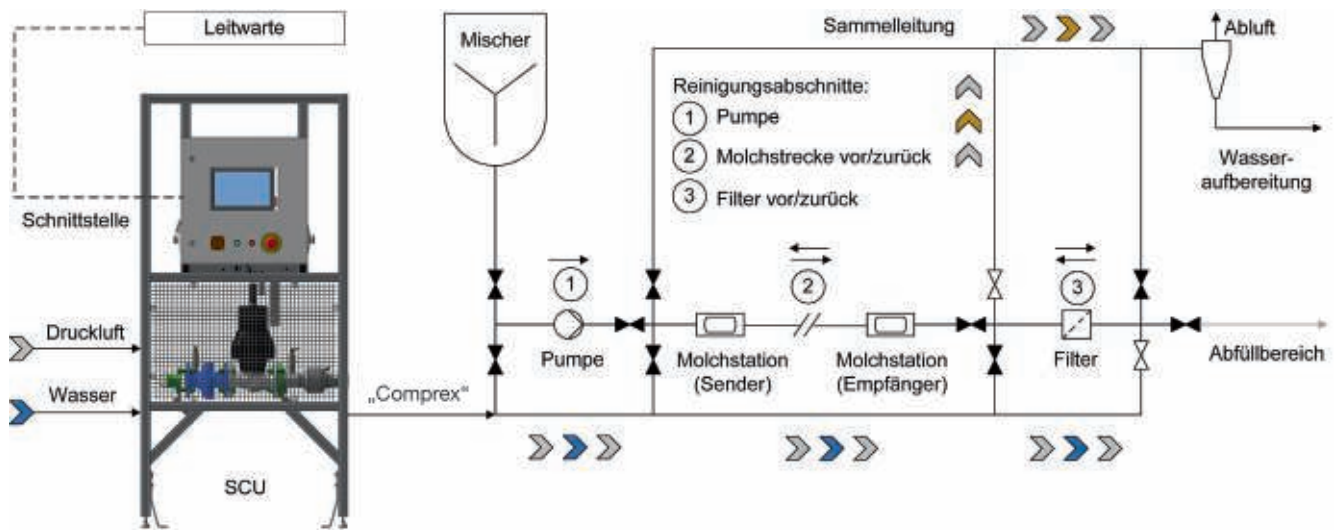 Leitwarte
Mischer
Sammelleitung
Abluft
Reinigungsabschnitte:
1 Pumpe
2 Molchstrecke vor/zurück
3 Filter vor/zurück
Wasser-
aufbereitung
Schnittstelle
1
2
3
Druckluft
Pumpe
Molchstation
(Sender)
Molchstation
(Empfänger)
Filter
Abfüllbereich
Wasser
„Comprex“
SCU